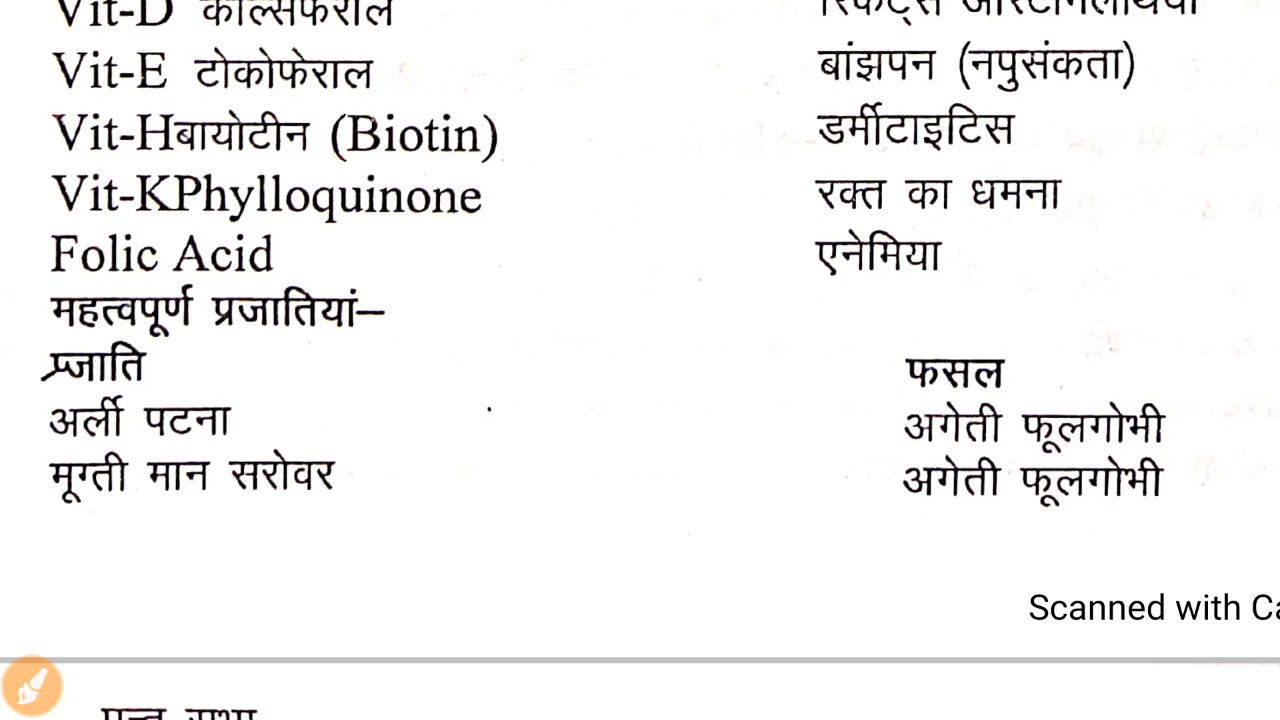 Vit-D
Vit-E टोकोफेराल बांझपन (नपुसंकता)
Vit-Hबायोटीन (Biotin) डर्मीटाइटिस
Vit-KPhylloquinone रक्त का धमना
Folic Acid एनेमिया
महत्वपूर्ण प्रजातियां–
प्र्जाति फसल
अर्ली पटना अगेती फूलगोभी
मूग्ती मान सरोवर अगेती फूलगोभी
Scanned with